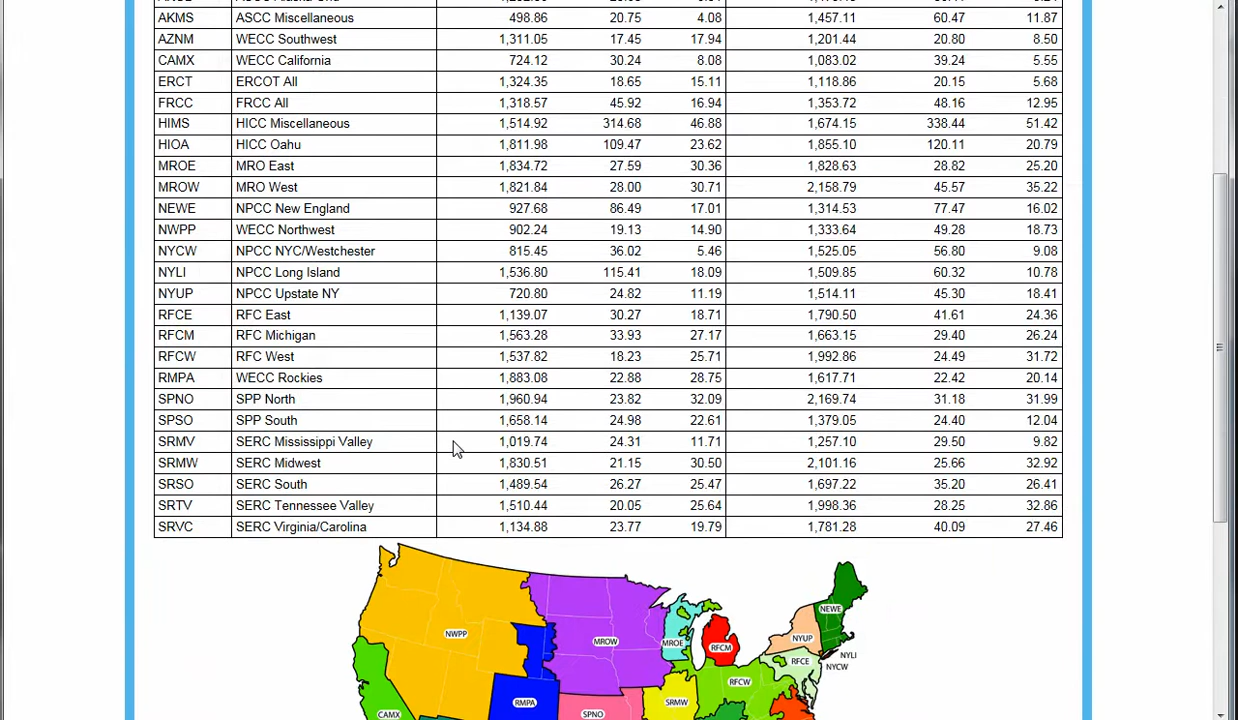 AKMS ASCC Miscellaneous 498.86 20.75 4.08 1,457.11 60.47 11.87
AZNM WECC Southwest 1,311.05 17.45 17.94 1,201.44 20.80 8.50
CAMX WECC California 724.12 30.24 8.08 1,083.02 39.24 5.55
ERCT ERCOT All 1,324.35 18.65 15.11 1,118.86 20.15 5.68
FRCC FRCC All 1,318.57 45.92 16.94 1,353.72 48.16 12.95
HIMS HICC Miscellaneous 1,514.92 314.68 46.88 1,674.15 338.44 51.42
HIOA HICC Oahu 1,811.98 109.47 23.62 1,855.10 120.11 20.79
MROE MRO East 1,834.72 27.59 30.36 1,828.63 28.82 25.20
MROW MRO West 1,821.84 28.00 30.71 2,158.79 45.57 35.22
NEWE NPCC New England 927.68 86.49 17.01 1,314.53 77.47 16.02
NWPP WECC Northwest 902.24 19.13 14.90 1,333.64 49.28 18.73
NYCW NPCC NYC/Westchester 815.45 36.02 5.46 1,525.05 56.80 9.08
NYLI NPCC Long Island 1,536.80 115.41 18.09 1,509.85 60.32 10.78
NYUP NPCC Upstate NY 720.80 24.82 11.19 1,514.11 45.30 18.41
RFCE RFC East 1,139.07 30.27 18.71 1,790.50 41.61 24.36
RFCM RFC Michigan 1,563.28 33.93 27.17 1,663.15 29.40 26.24
RFCW RFC West 1,537.82 18.23 25.71 1,992.86 24.49 31.72
RMPA WECC Rockies 1,883.08 22.88 28.75 1,617.71 22.42 20.14
SPNO SPP North 1,960.94 23.82 32.09 2,169.74 31.18 31.99
SPSO SPP South 1,658.14 24.98 22.61 1,379.05 24.40 12.04
SRMV SERC Mississippi Valley 1,019.74 24.31 11.71 1,257.10 29.50 9.82
SRMW SERC Midwest 1,830.51 21.15 30.50 2,101.16 25.66 32.92
SRSO SERC South 1,489.54 26.27 25.47 1,697.22 35.20 26.41
SRTV SERC Tennessee Valley 1,510.44 20.05 25.64 1,998.36 28.25 32.86
SRVC SERC Virginia/Carolina 1,134.88 23.77 19.79 1,781.28 40.09 27.46
NEWE
NWPP
MROW
MROE
RFCM
NYUP
NYLI
RFCE
NYCW
RFCW
RMPA
SRMW
CAMX
SPNO